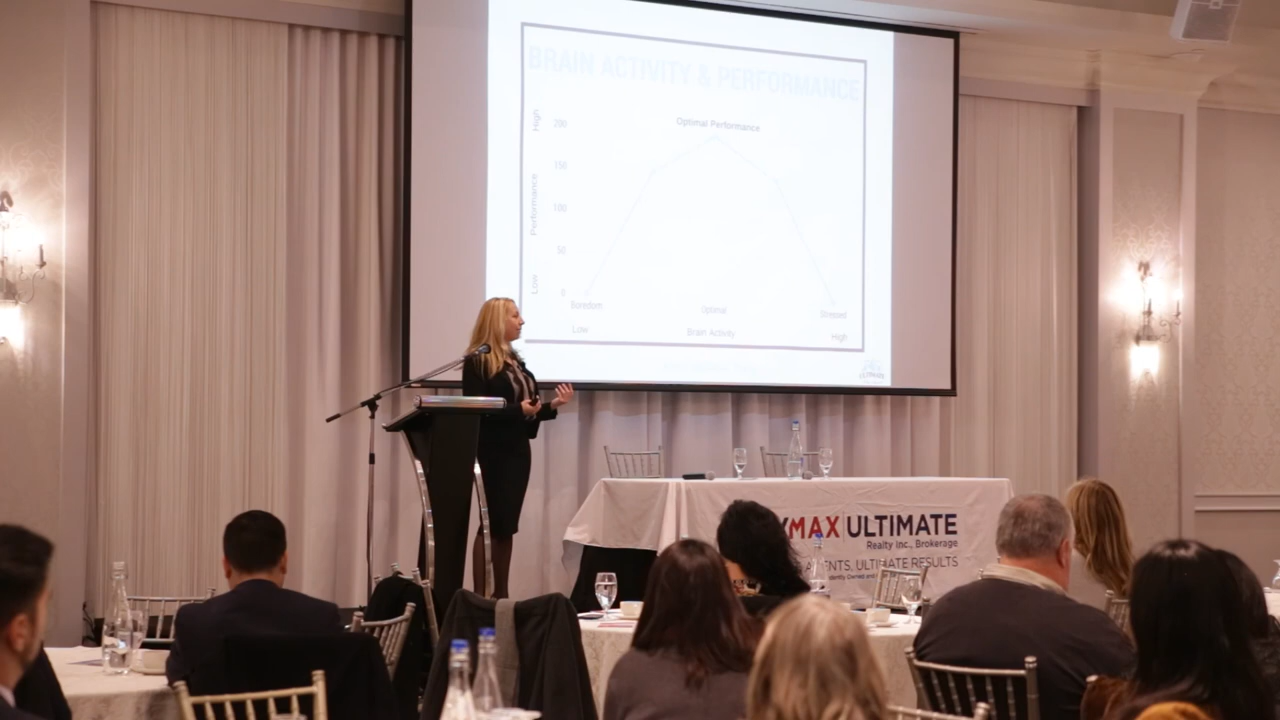 BRAIN ACTIVITY & PERFORMANCE
High
200
Optimal Performance
150
Performance
100
50
Low
0
Boredom
Optimal
Stressed
Low
Brain Activity
High
MAX ULTIMATE
Realty Inc., Brokerage
ENTS, ULTIMATE RESULTS